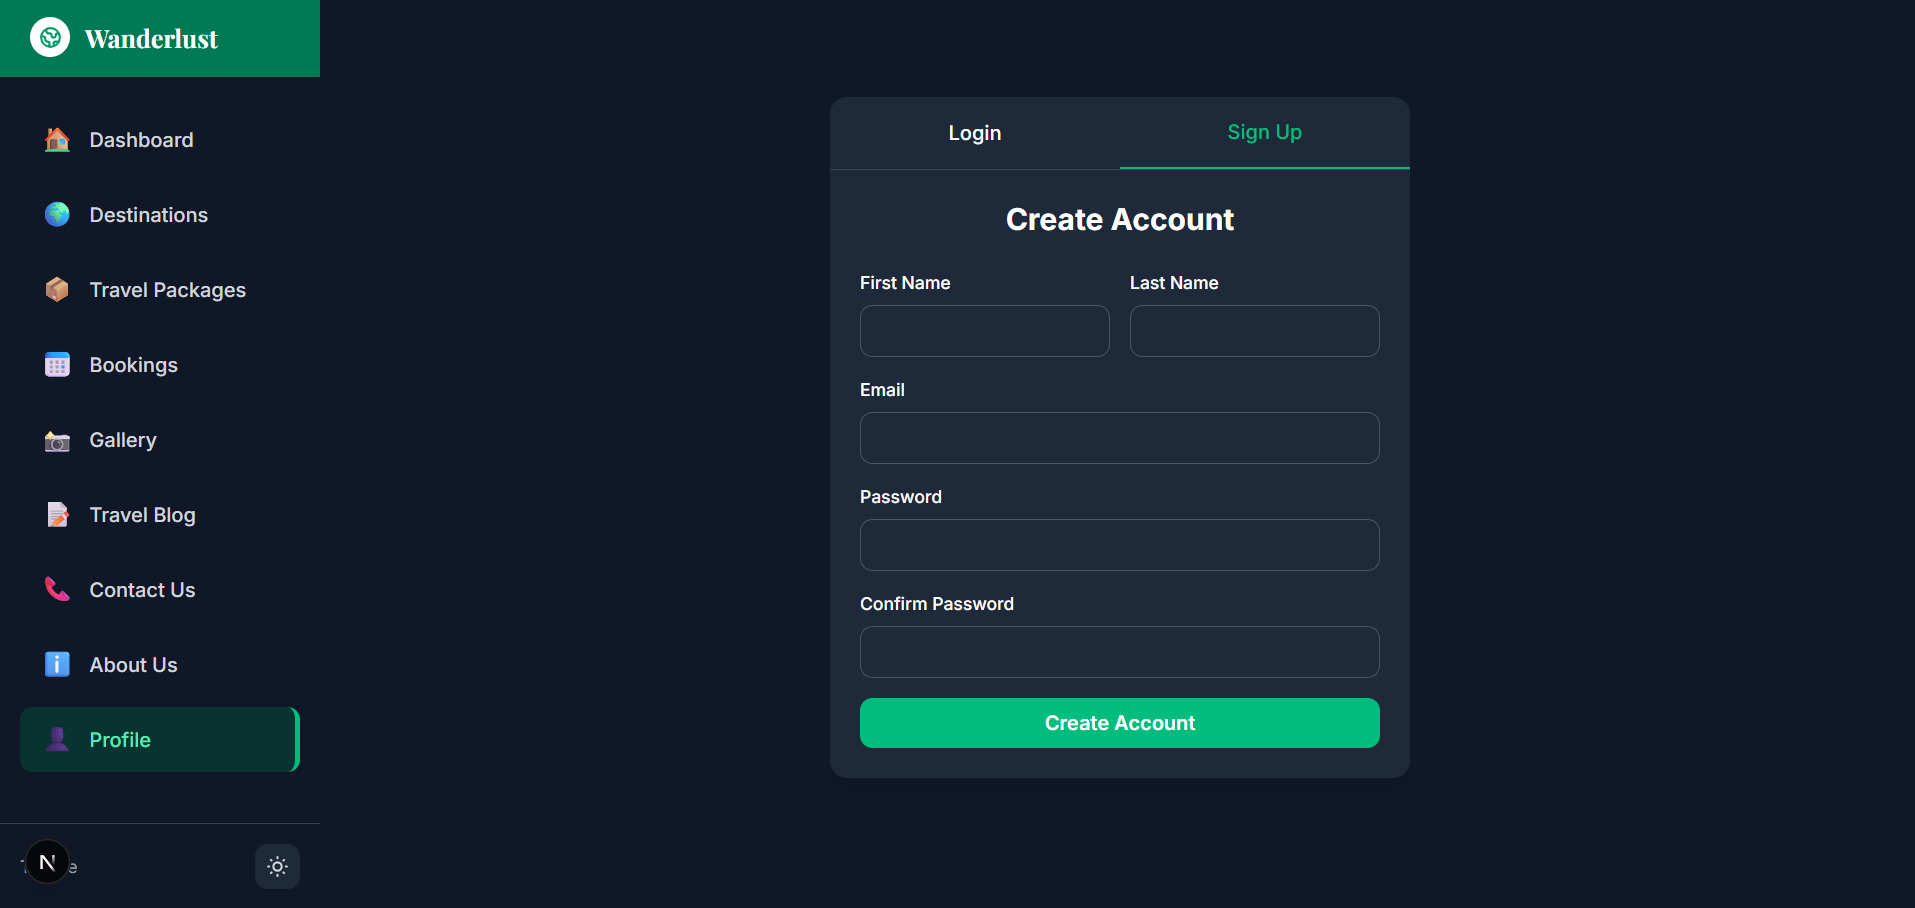 Wanderlust
Dashboard
Destinations
Travel Packages
Bookings
Gallery
Travel Blog
Contact Us
About Us
Profile
N
Login
Sign Up
Create Account
First Name
Last Name
Email
Password
Confirm Password
Create Account